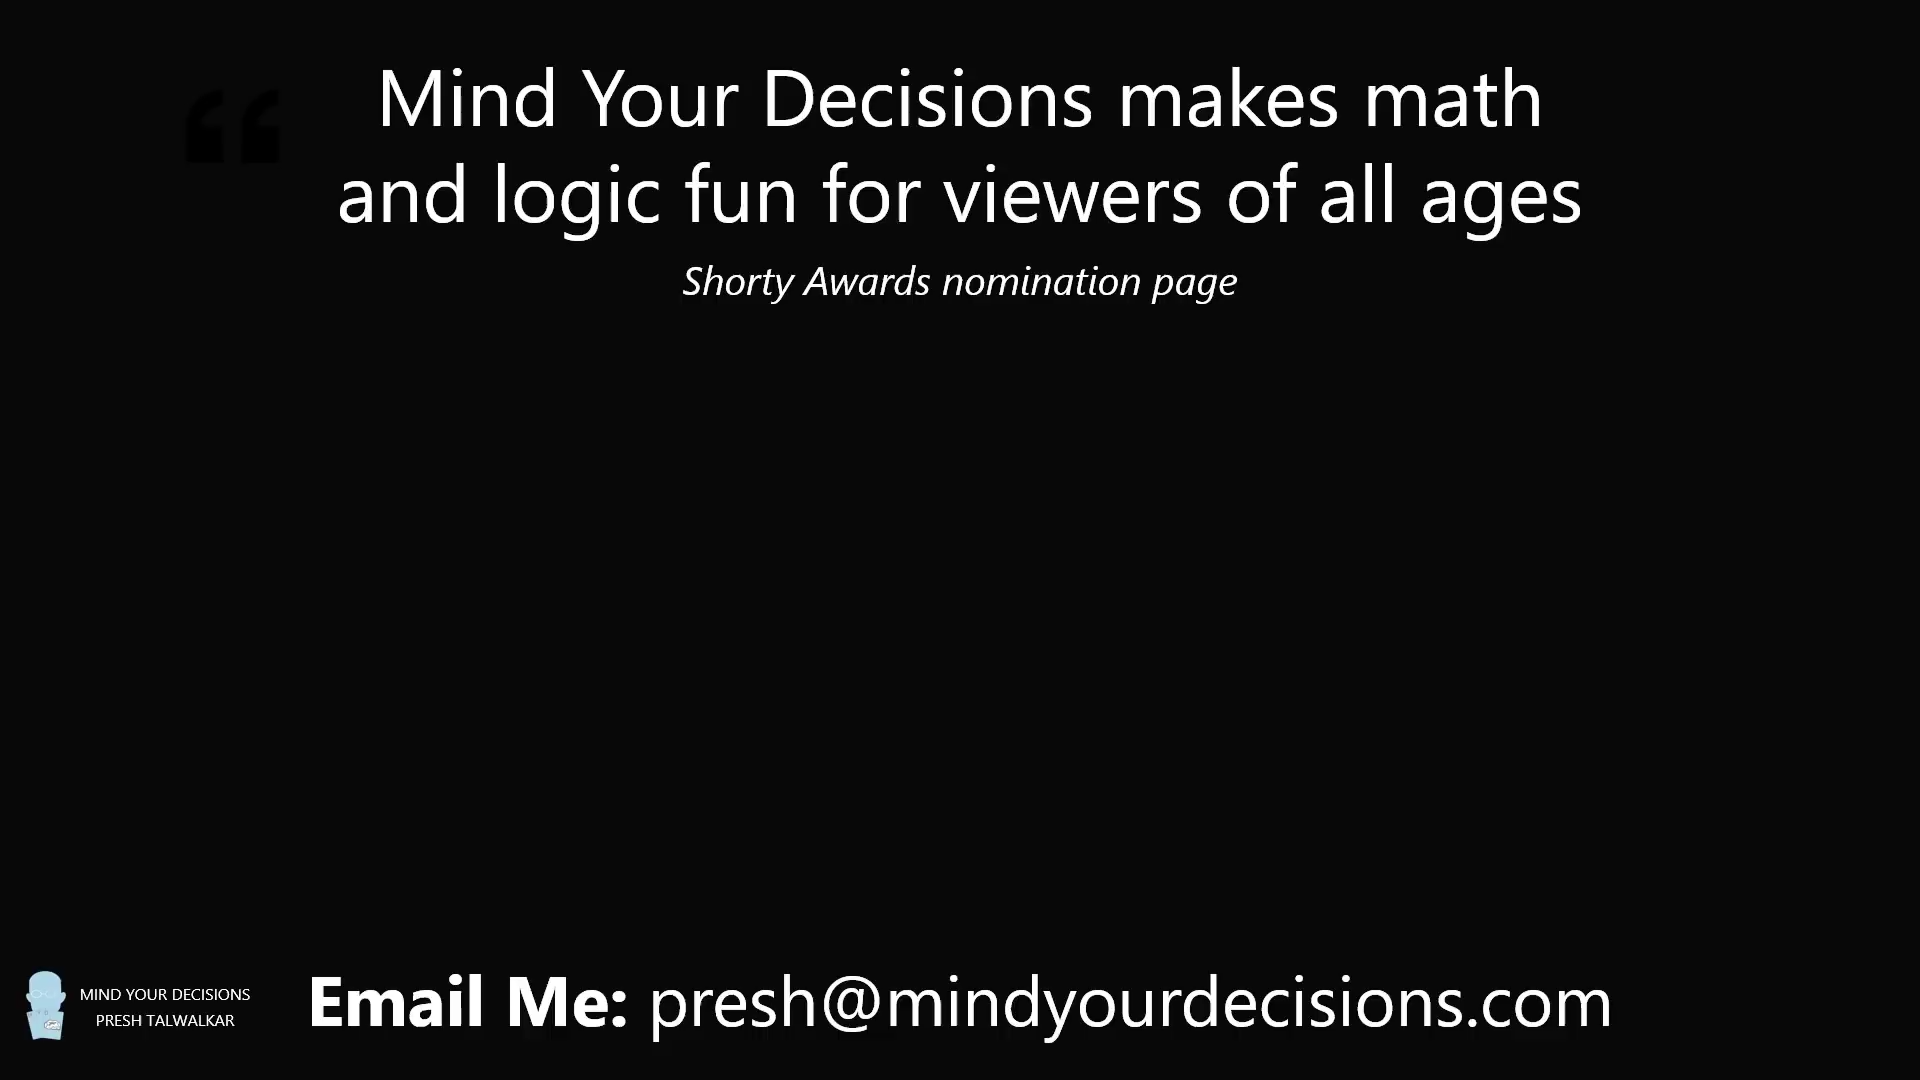 “
Mind Your Decisions makes math
and logic fun for viewers of all ages
Shorty Awards nomination page
MIND YOUR DECISIONS
PRESH TALWALKAR
Email Me: presh@mindyourdecisions.com